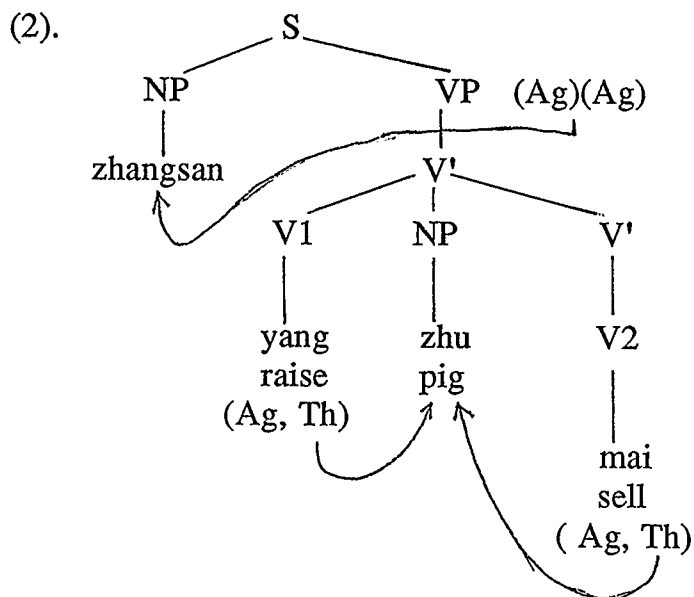 (2). S
NP VP (Ag)(Ag)
zhangsan V'
V1 NP V'
yang zhu V2
raise pig
(Ag, Th)
mai
sell
( Ag, Th)